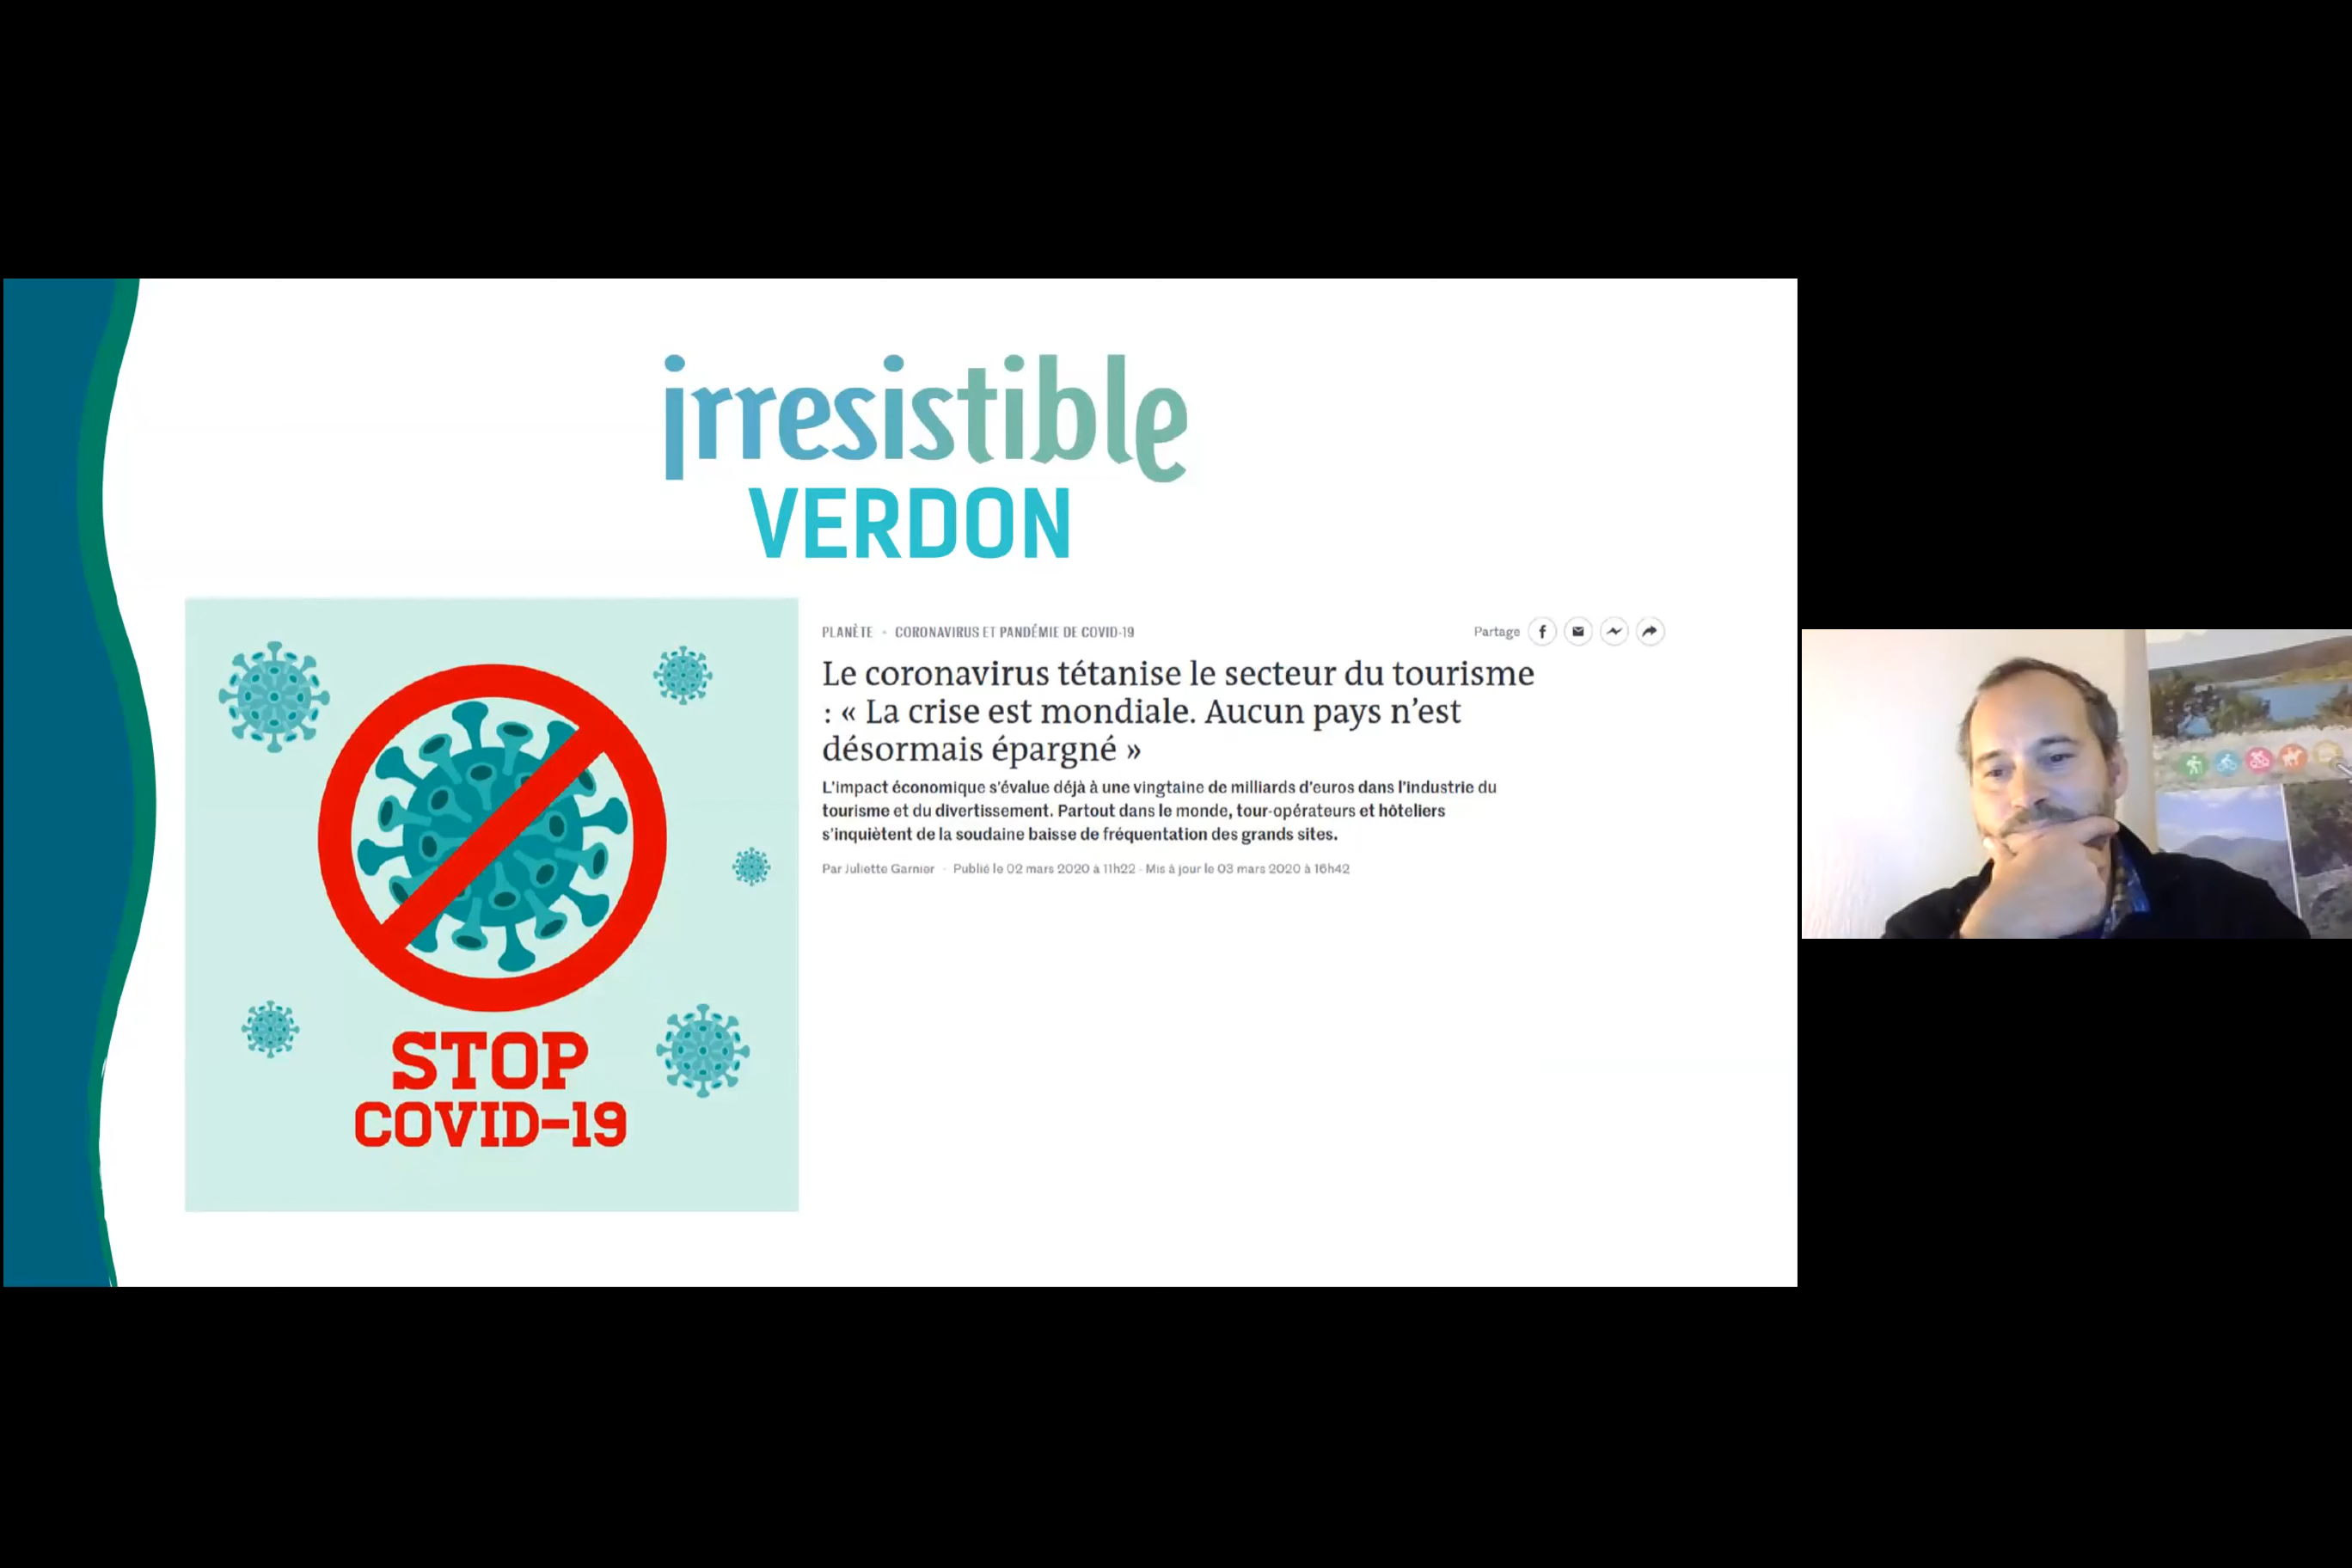 irresistible
VERDON
STOP
COVID-19
PLANÈTE • CORONAVIRUS ET PANDÉMIE DE COVID-19
Partage
Le coronavirus tétanise le secteur du tourisme
: « La crise est mondiale. Aucun pays n’est
désormais épargné »
L’impact économique s’évalue déjà à une vingtaine de milliards d’euros dans l’industrie du
tourisme et du divertissement. Partout dans le monde, tour-opérateurs et hôteliers
s’inquiètent de la soudaine baisse de fréquentation des grands sites.
Par Juliette Garnier · Publié le 02 mars 2020 à 11h22 - Mis à jour le 03 mars 2020 à 16h42